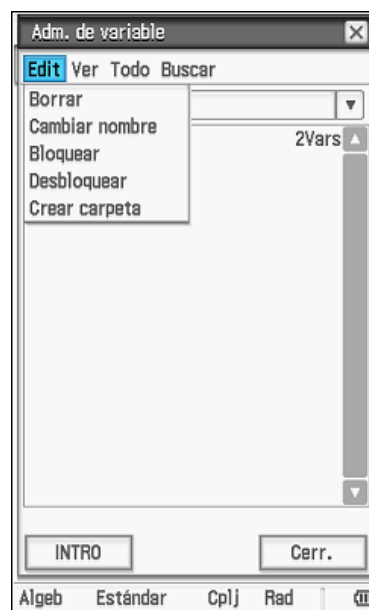 Adm. de variable
Edit Ver Todo Buscar
Borrar
Cambiar nombre
Bloquear
Desbloquear
Crear carpeta
2Vars
INTRO
Cerr.
Algeb Estándar Cplj Rad